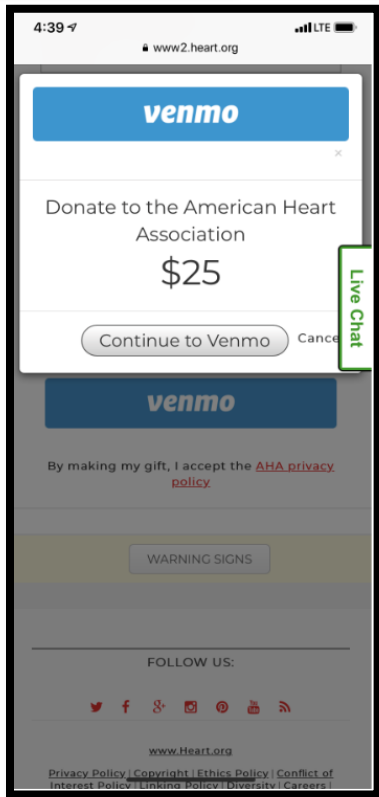 4:39
LTE
www2.heart.org
venmo
×
Donate to the American Heart
Association
$25
Continue to Venmo
Cance
Live Chat
venmo
By making my gift, I accept the AHA privacy
policy
WARNING SIGNS
FOLLOW US:
www.Heart.org
Privacy Policy | Copyright | Ethics Policy | Conflict of
Interest Policy | Linking Policy | Diversity | Careers |